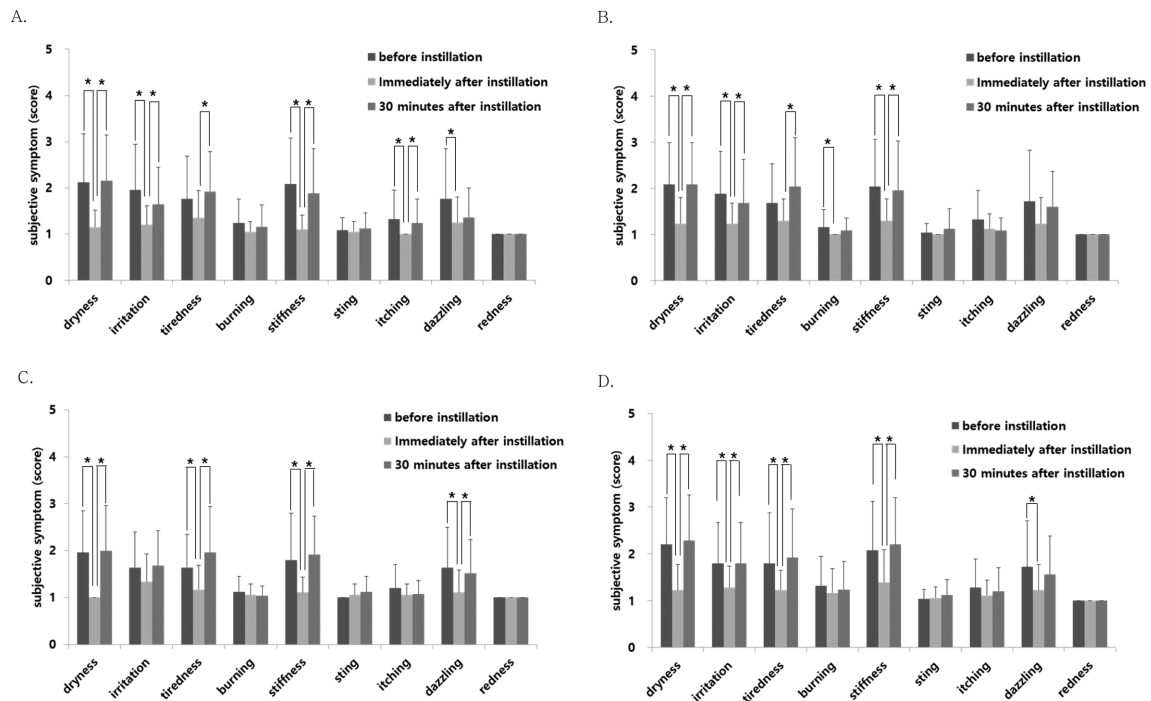 A.
subjective symptom (score)
5
4
3
2
1
0
before instillation
Immediately after instillation
30 minutes after instillation
* * * * * * * * * * *
dryness irritation tiredness burning stiffness sting itching dazzling redness
B.
subjective symptom (score)
5
4
3
2
1
0
before instillation
Immediately after instillation
30 minutes after instillation
* * * * * * * *
dryness irritation tiredness burning stiffness sting itching dazzling redness
C.
subjective symptom (score)
5
4
3
2
1
0
before instillation
Immediately after instillation
30 minutes after instillation
* * * * * * * *
dryness irritation tiredness burning stiffness sting itching dazzling redness
D.
subjective symptom (score)
5
4
3
2
1
0
before instillation
Immediately after instillation
30 minutes after instillation
* * * * * * * * *
dryness irritation tiredness burning stiffness sting itching dazzling redness